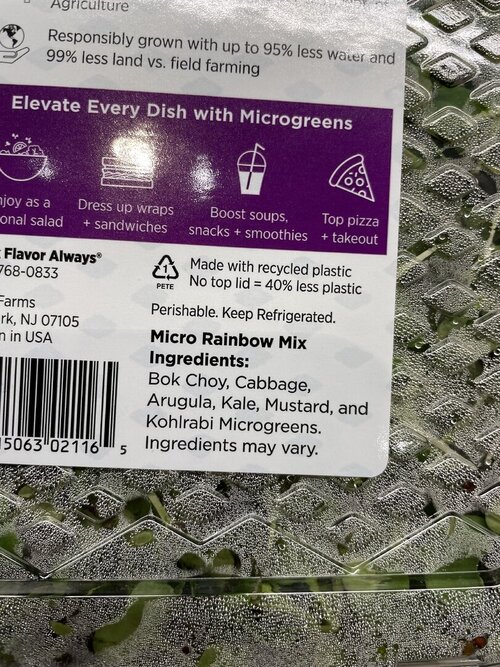 Agriculture
Responsibly grown with up to 95% less water and
99% less land vs. field farming
Elevate Every Dish with Microgreens
njoy as a
onal salad
Dress up wraps
+ sandwiches
Boost soups,
snacks + smoothies
Top pizza
+ takeout
Flavor Always®
768-0833
Farms
rk, NJ 07105
n in USA
1
PETE
Made with recycled plastic
No top lid = 40% less plastic
Perishable. Keep Refrigerated.
Micro Rainbow Mix
Ingredients:
Bok Choy, Cabbage,
Arugula, Kale, Mustard, and
Kohlrabi Microgreens.
Ingredients may vary.
15063 02116 5